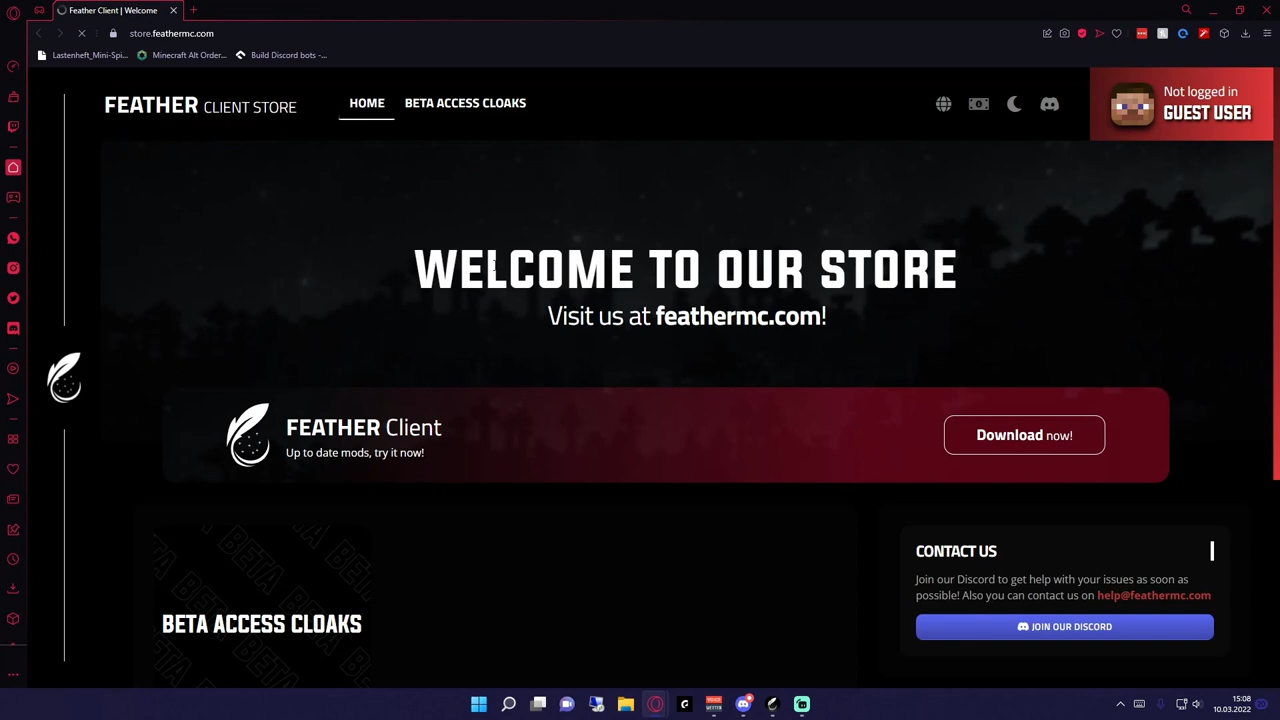 Feather Client | Welcome
store.feathermc.com
Lastenheft_Mini-Spi...
Minecraft Alt Order...
Build Discord bots -...
FEATHER CLIENT STORE
HOME
BETA ACCESS CLOAKS
Not logged in
GUEST USER
WELCOME TO OUR STORE
Visit us at feathermc.com!
FEATHER Client
Up to date mods, try it now!
Download now!
BETA ACCESS CLOAKS
CONTACT US
Join our Discord to get help with your issues as soon as
possible! Also you can contact us on help@feathermc.com
JOIN OUR DISCORD
15:08
10.03.2022